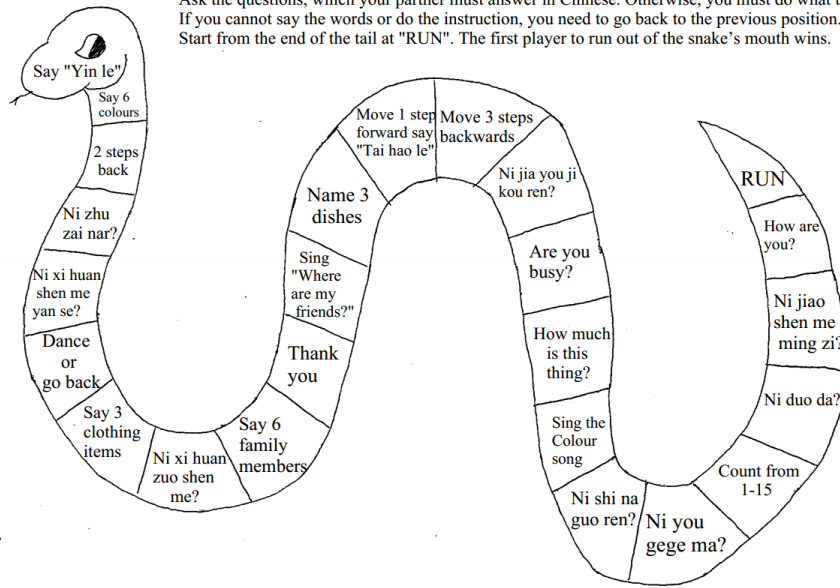 If you cannot say the words or do the instruction, you need to go back to the previous position.
Start from the end of the tail at "RUN". The first player to run out of the snake's mouth wins.
RUN
How are
you?
Ni jiao
shen me
ming zi?
Ni duo da?
Count from
1-15
Ni you
gege ma?
Ni shi na
guo ren?
Sing the
Colour
song
How much
is this
thing?
Are you
busy?
Ni jia you ji
kou ren?
Move 3 steps
backwards
Move 1 step
forward say
"Tai hao le"
Name 3
dishes
Sing
"Where
are my
friends?"
Thank
you
Say 6
family
members
Ni xi huan
zuo shen
me?
Say 3
clothing
items
Dance
or
go back
Ni xi huan
shen me
yan se?
Ni zhu
zai nar?
2 steps
back
Say 6
colours
Say "Yin le"